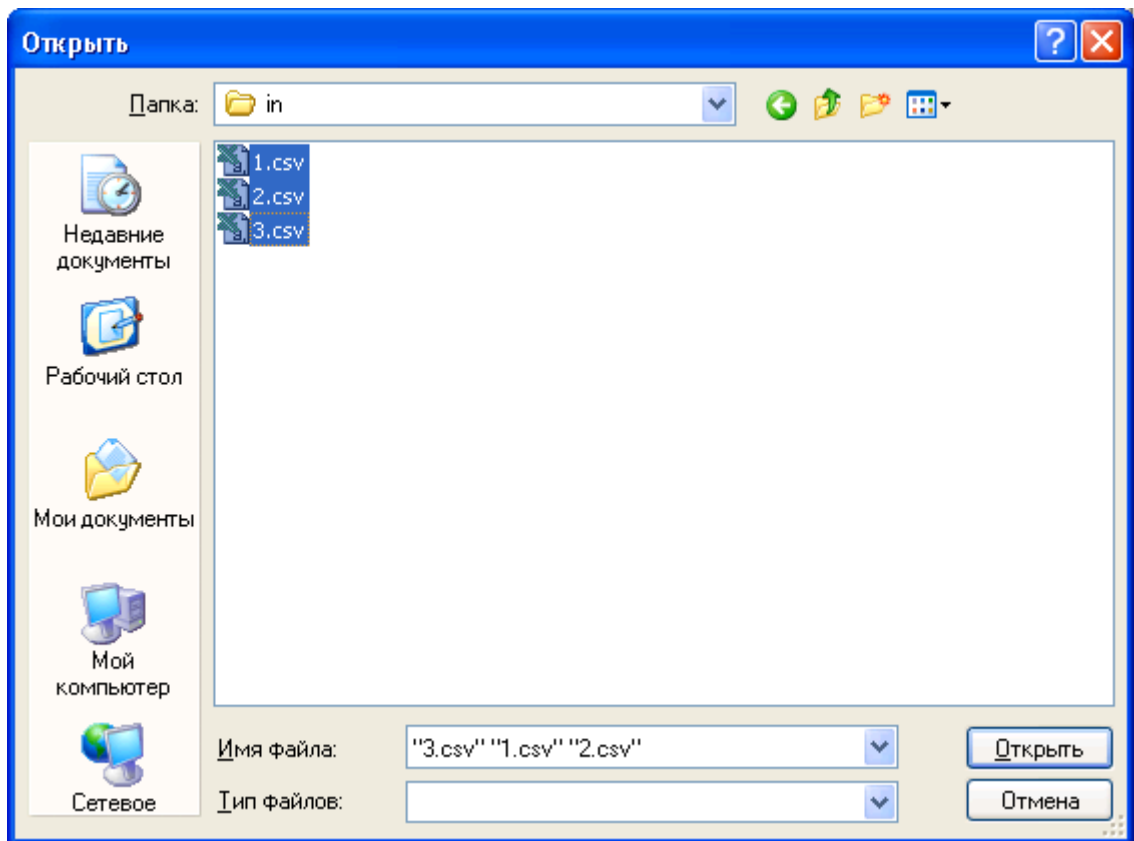 Открыть
Папка:
in
1.csv
2.csv
3.csv
Недавние
документы
Рабочий стол
Мои документы
Мой
компьютер
Сетевое
Имя файла:
"3.csv" "1.csv" "2.csv"
Открыть
Тип файлов:
Отмена